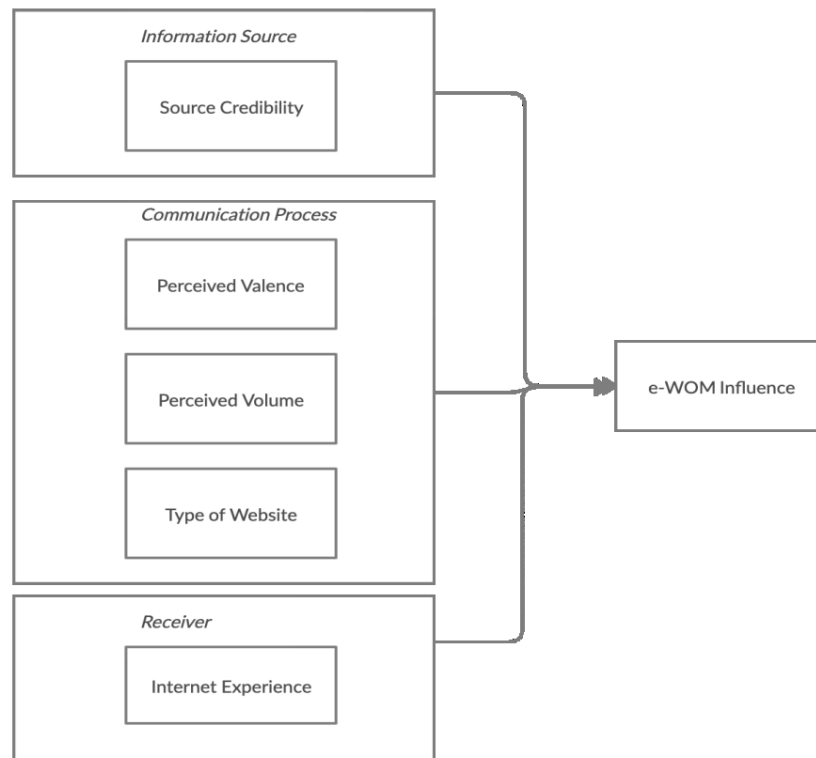 Information Source
Source Credibility
Communication Process
Perceived Valence
Perceived Volume
Type of Website
Receiver
Internet Experience
e-WOM Influence